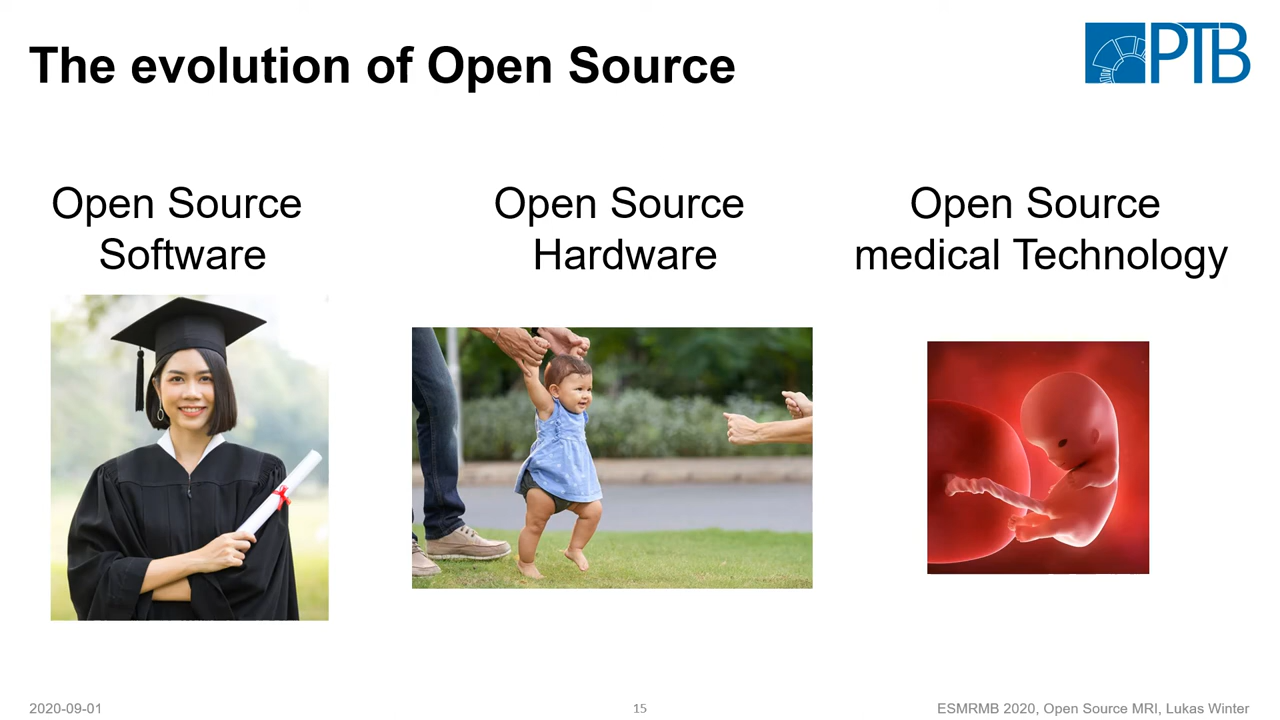 The evolution of Open Source
PTB
Open Source
Software
Open Source
Hardware
Open Source
medical Technology
2020-09-01
15
ESMRMB 2020, Open Source MRI, Lukas Winter